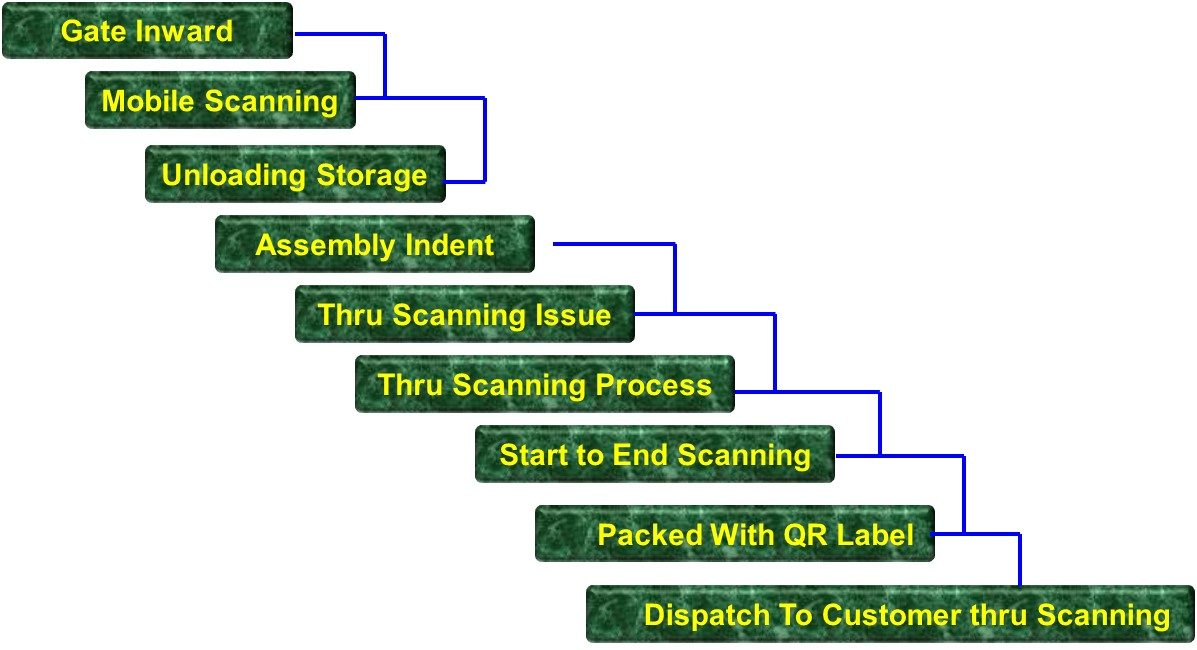 Gate Inward
Mobile Scanning
Unloading Storage
Assembly Indent
Thru Scanning Issue
Thru Scanning Process
Start to End Scanning
Packed With QR Label
Dispatch To Customer thru Scanning